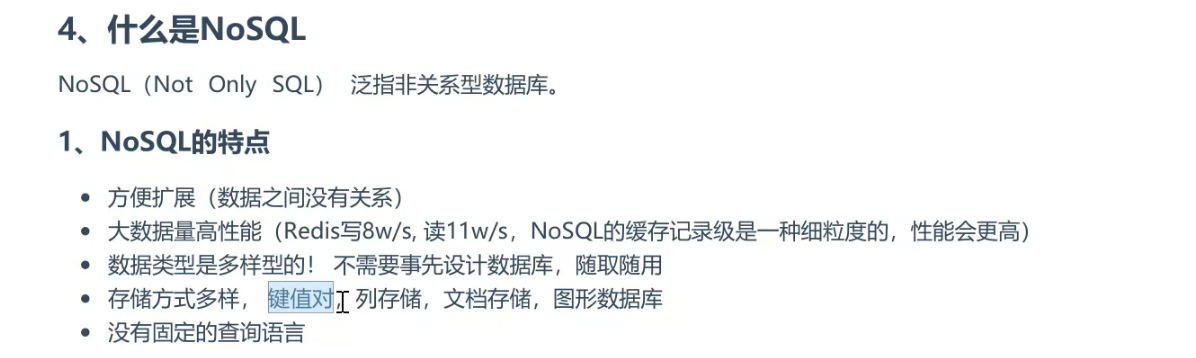 4、什么是NoSQL
NoSQL（Not Only SQL） 泛指非关系型数据库。
1、NoSQL的特点
• 方便扩展（数据之间没有关系）
• 大数据量高性能（Redis写8w/s, 读11w/s，NoSQL的缓存记录级是一种细粒度的，性能会更高）
• 数据类型是多样型的！ 不需要事先设计数据库，随取随用
• 存储方式多样， 键值对，列存储，文档存储，图形数据库
• 没有固定的查询语言